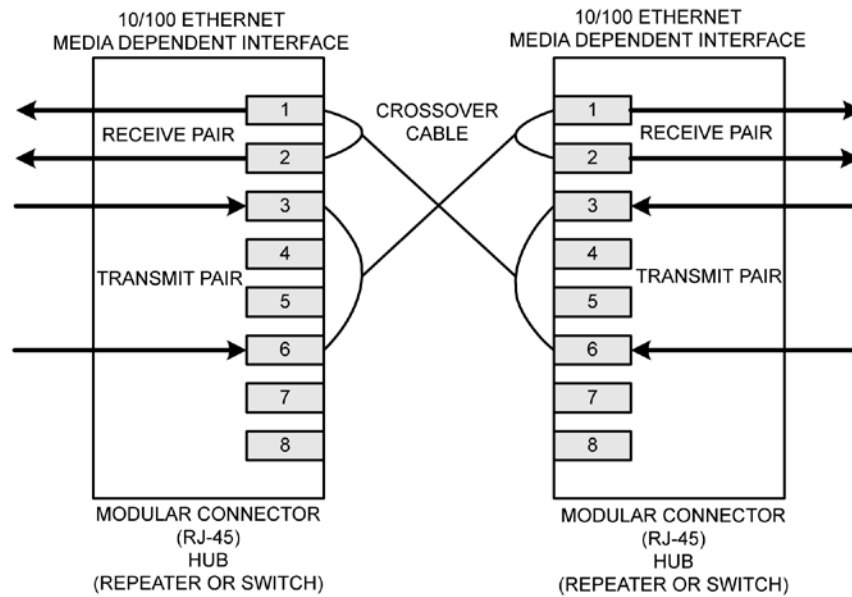 10/100 ETHERNET
MEDIA DEPENDENT INTERFACE
1
RECEIVE PAIR
2
3
4
TRANSMIT PAIR
5
6
7
8
MODULAR CONNECTOR
(RJ-45)
HUB
(REPEATER OR SWITCH)
CROSSOVER
CABLE
10/100 ETHERNET
MEDIA DEPENDENT INTERFACE
1
RECEIVE PAIR
2
3
4
TRANSMIT PAIR
5
6
7
8
MODULAR CONNECTOR
(RJ-45)
HUB
(REPEATER OR SWITCH)